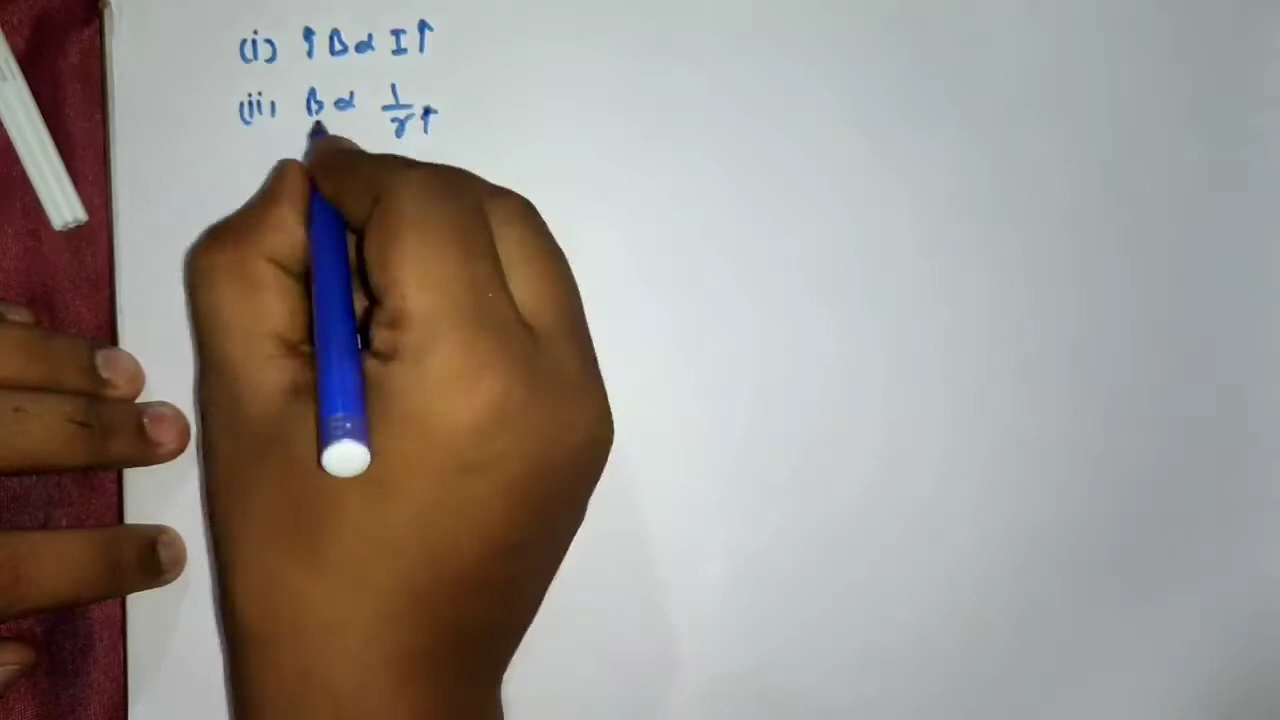 (i) ↑ B ∝ I ↑
(ii) B ∝ 1/r ↑